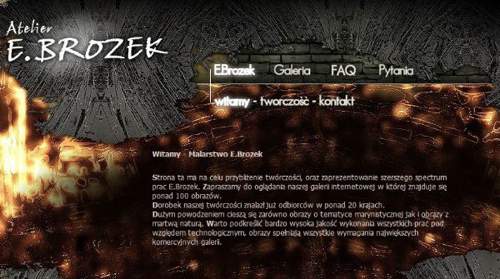 Atelier
E.BROZEK
E.Brozek Galeria FAQ Pytania
witamy - tworczość - kontakt
Witamy - Malarstwo E.Brozek
Strona ta ma na celu przybliżenie twórczości, oraz zaprezentowanie szerszego spectrum
prac E.Brozek. Zapraszamy do oglądania naszej galerii internetowej w której znajduje się
ponad 100 obrazów.
Dorobek naszej twórczości znalazł już odbiorców w ponad 20 krajach.
Dużym powodzeniem cieszą się zarówno obrazy o tematyce marynistycznej jak i obrazy z
martwą naturą. Warto podkreślić bardzo wysoka jakość wykonania wszystkich prac pod
względem technologicznym, obrazy spełniają wszystkie wymagania największych
komercyjnych galerii.